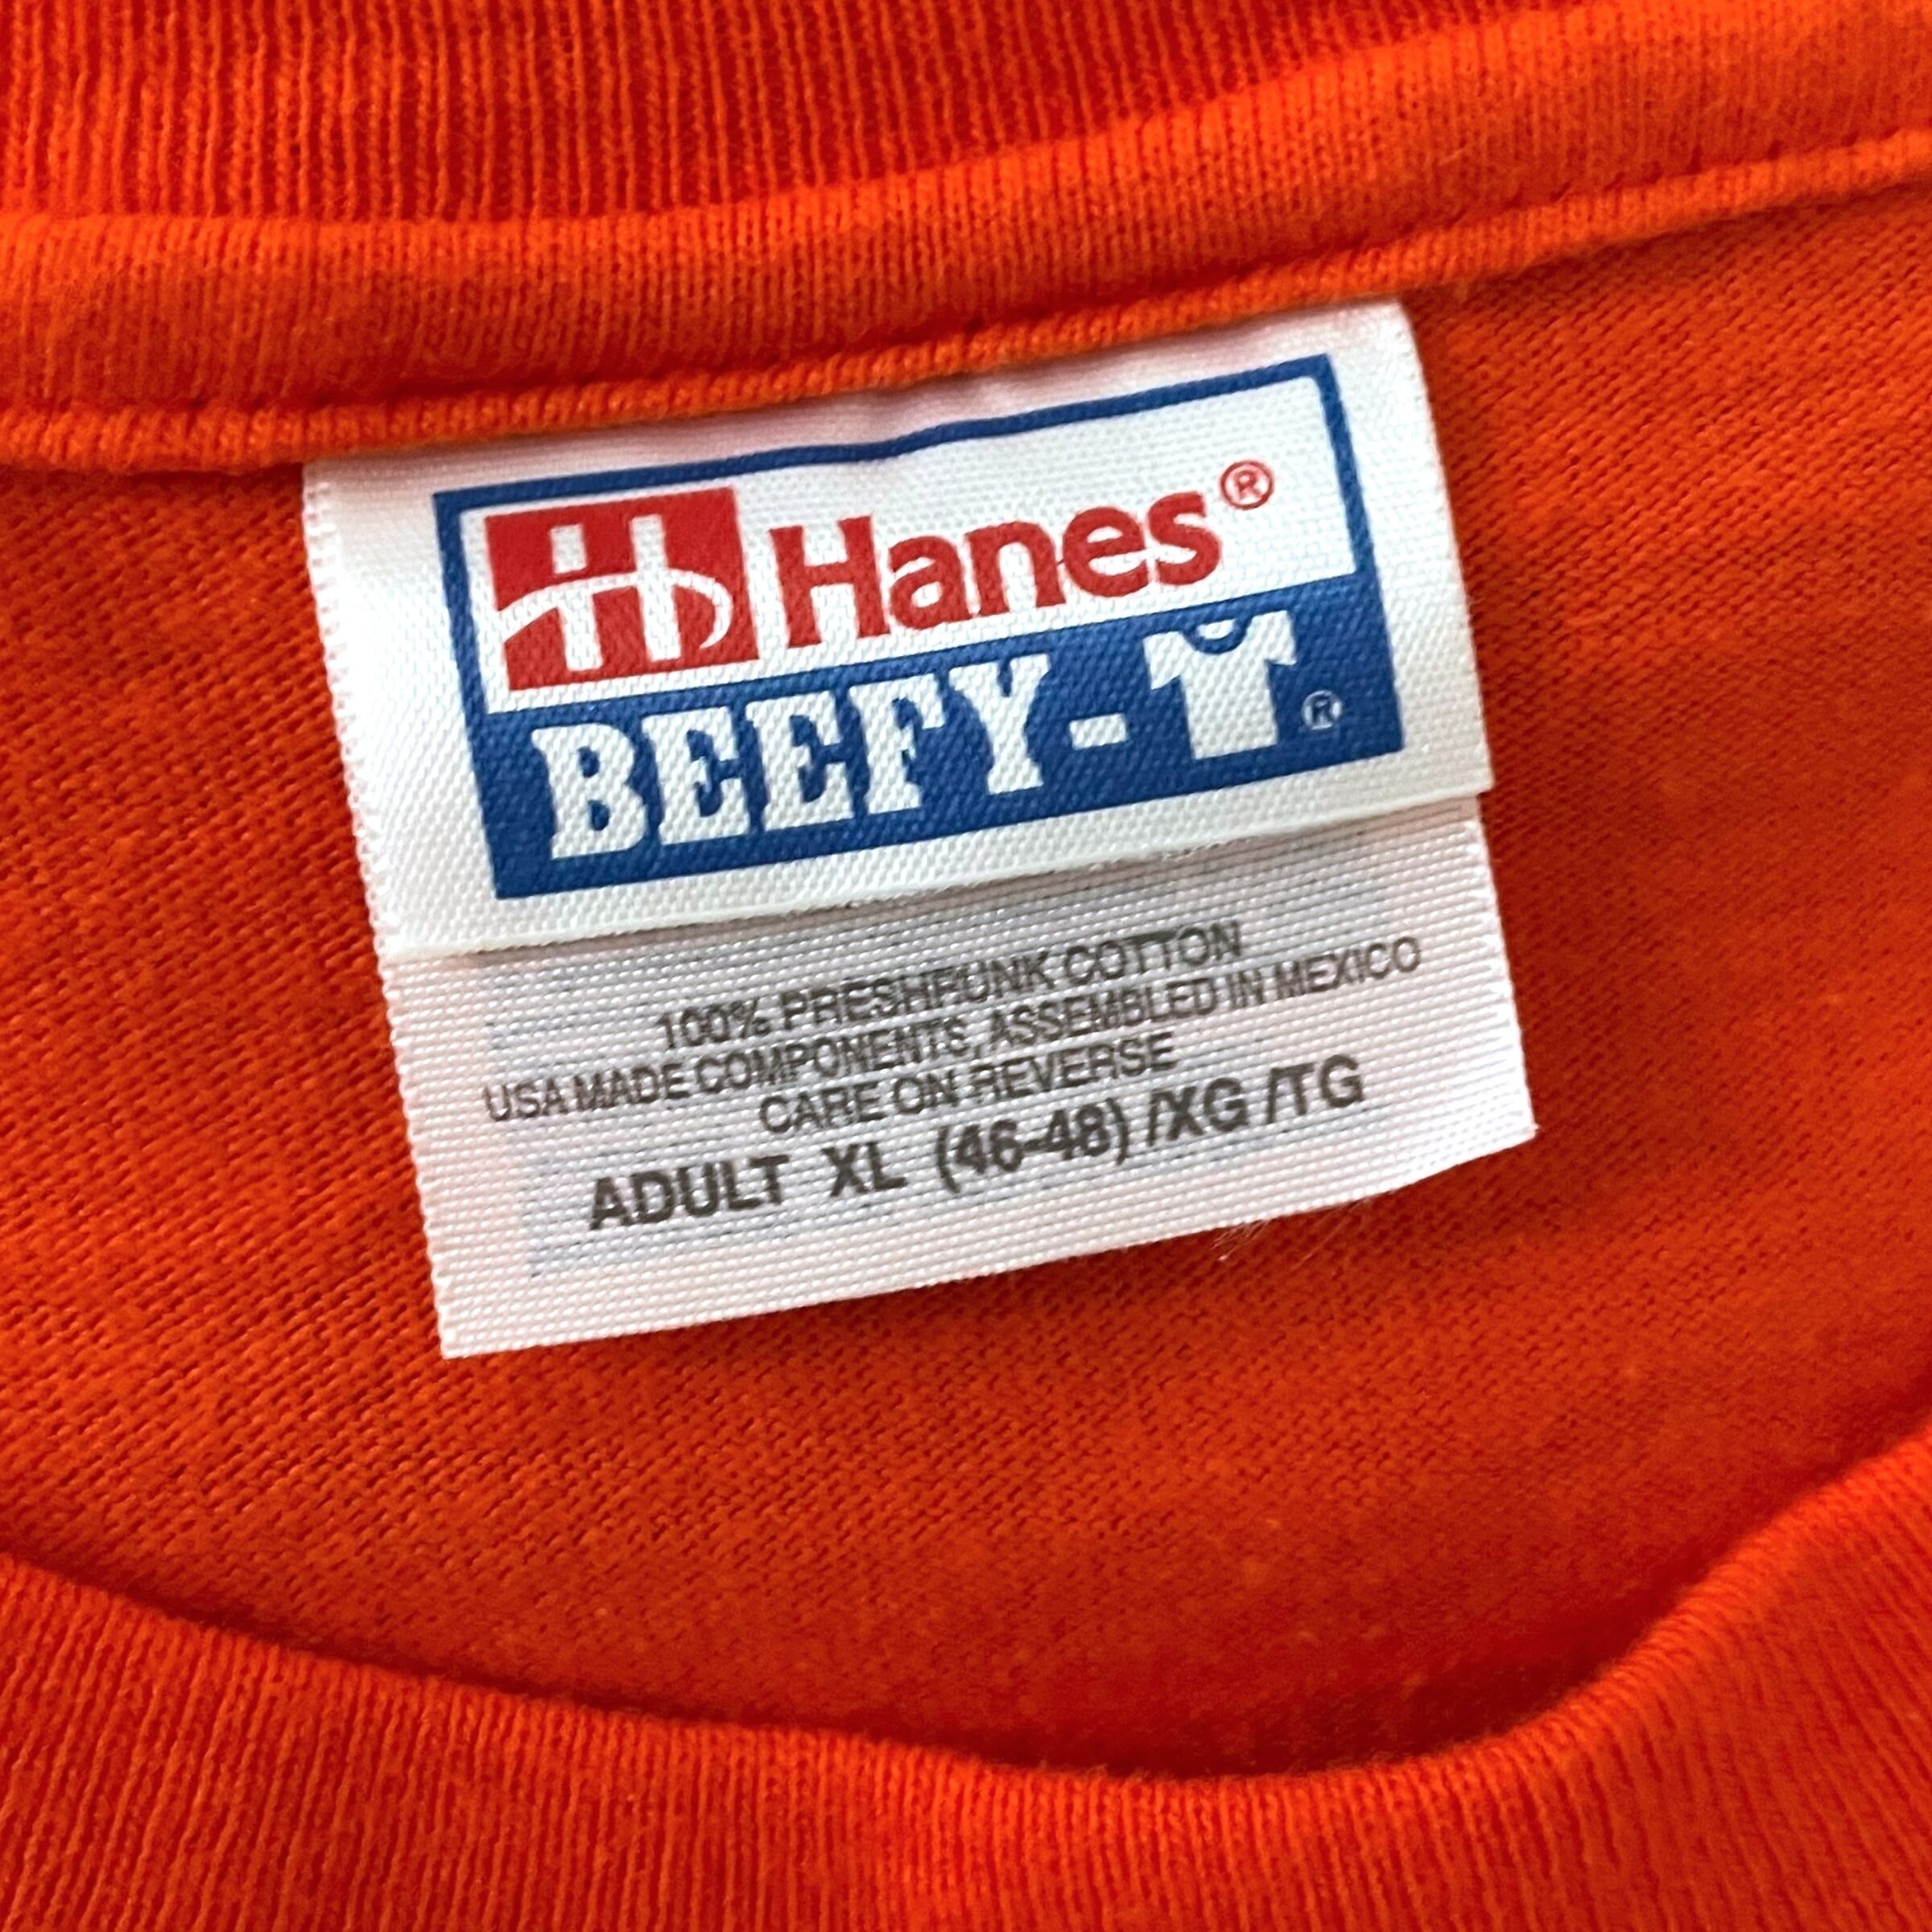 Hanes®
BEEFY-T®
100% PRESHRUNK COTTON
USA MADE COMPONENTS, ASSEMBLED IN MEXICO
CARE ON REVERSE
ADULT XL (46-48) /XG /TG